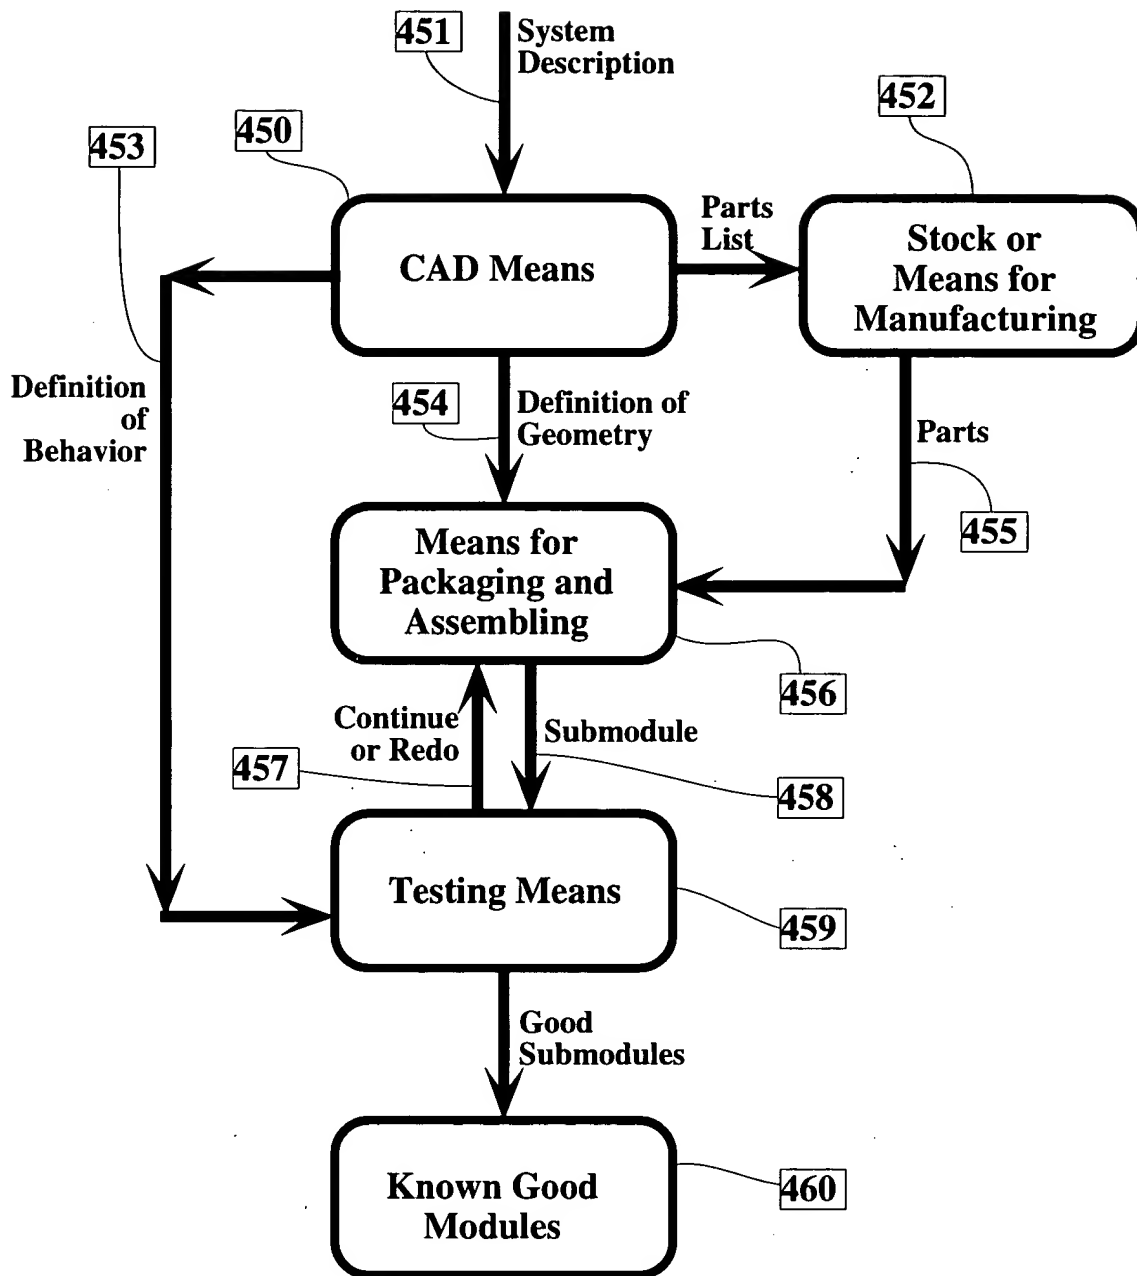 451
System
Description
452
450
453
Parts
List
CAD Means
Stock or
Means for
Manufacturing
Definition
of
Behavior
454
Definition of
Geometry
Parts
455
Means for
Packaging and
Assembling
456
Continue
or Redo
Submodule
457
458
Testing Means
459
Good
Submodules
Known Good
Modules
460